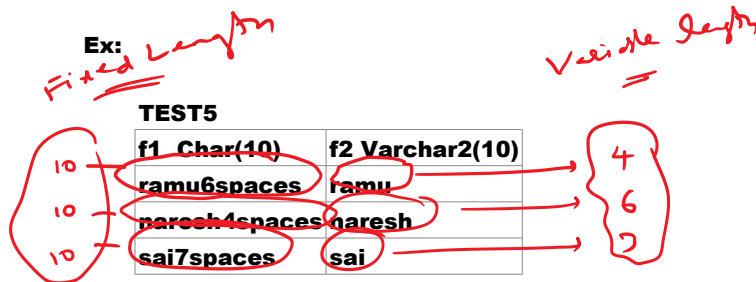 Ex:
Fixed Length
Variable length
TEST5
f1 Char(10) f2 Varchar2(10)
10 ramu6spaces ramu 4
10 naresh4spaces naresh 6
10 sai7spaces sai 3